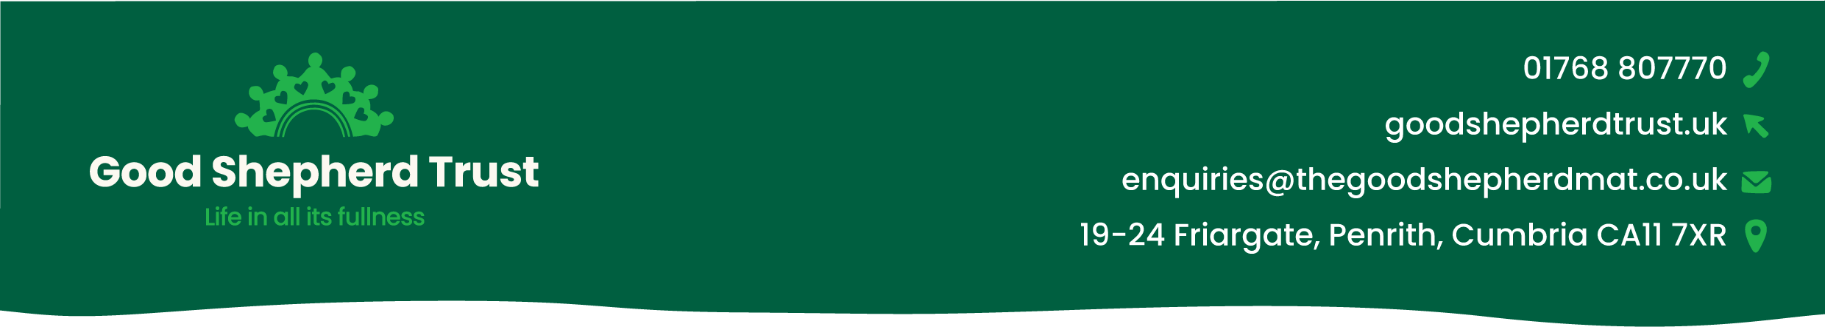 Good Shepherd Trust
Life in all its fullness
01768 807770
goodshepherdtrust.uk
enquiries@thegoodshepherdmat.co.uk
19-24 Friargate, Penrith, Cumbria CA11 7XR